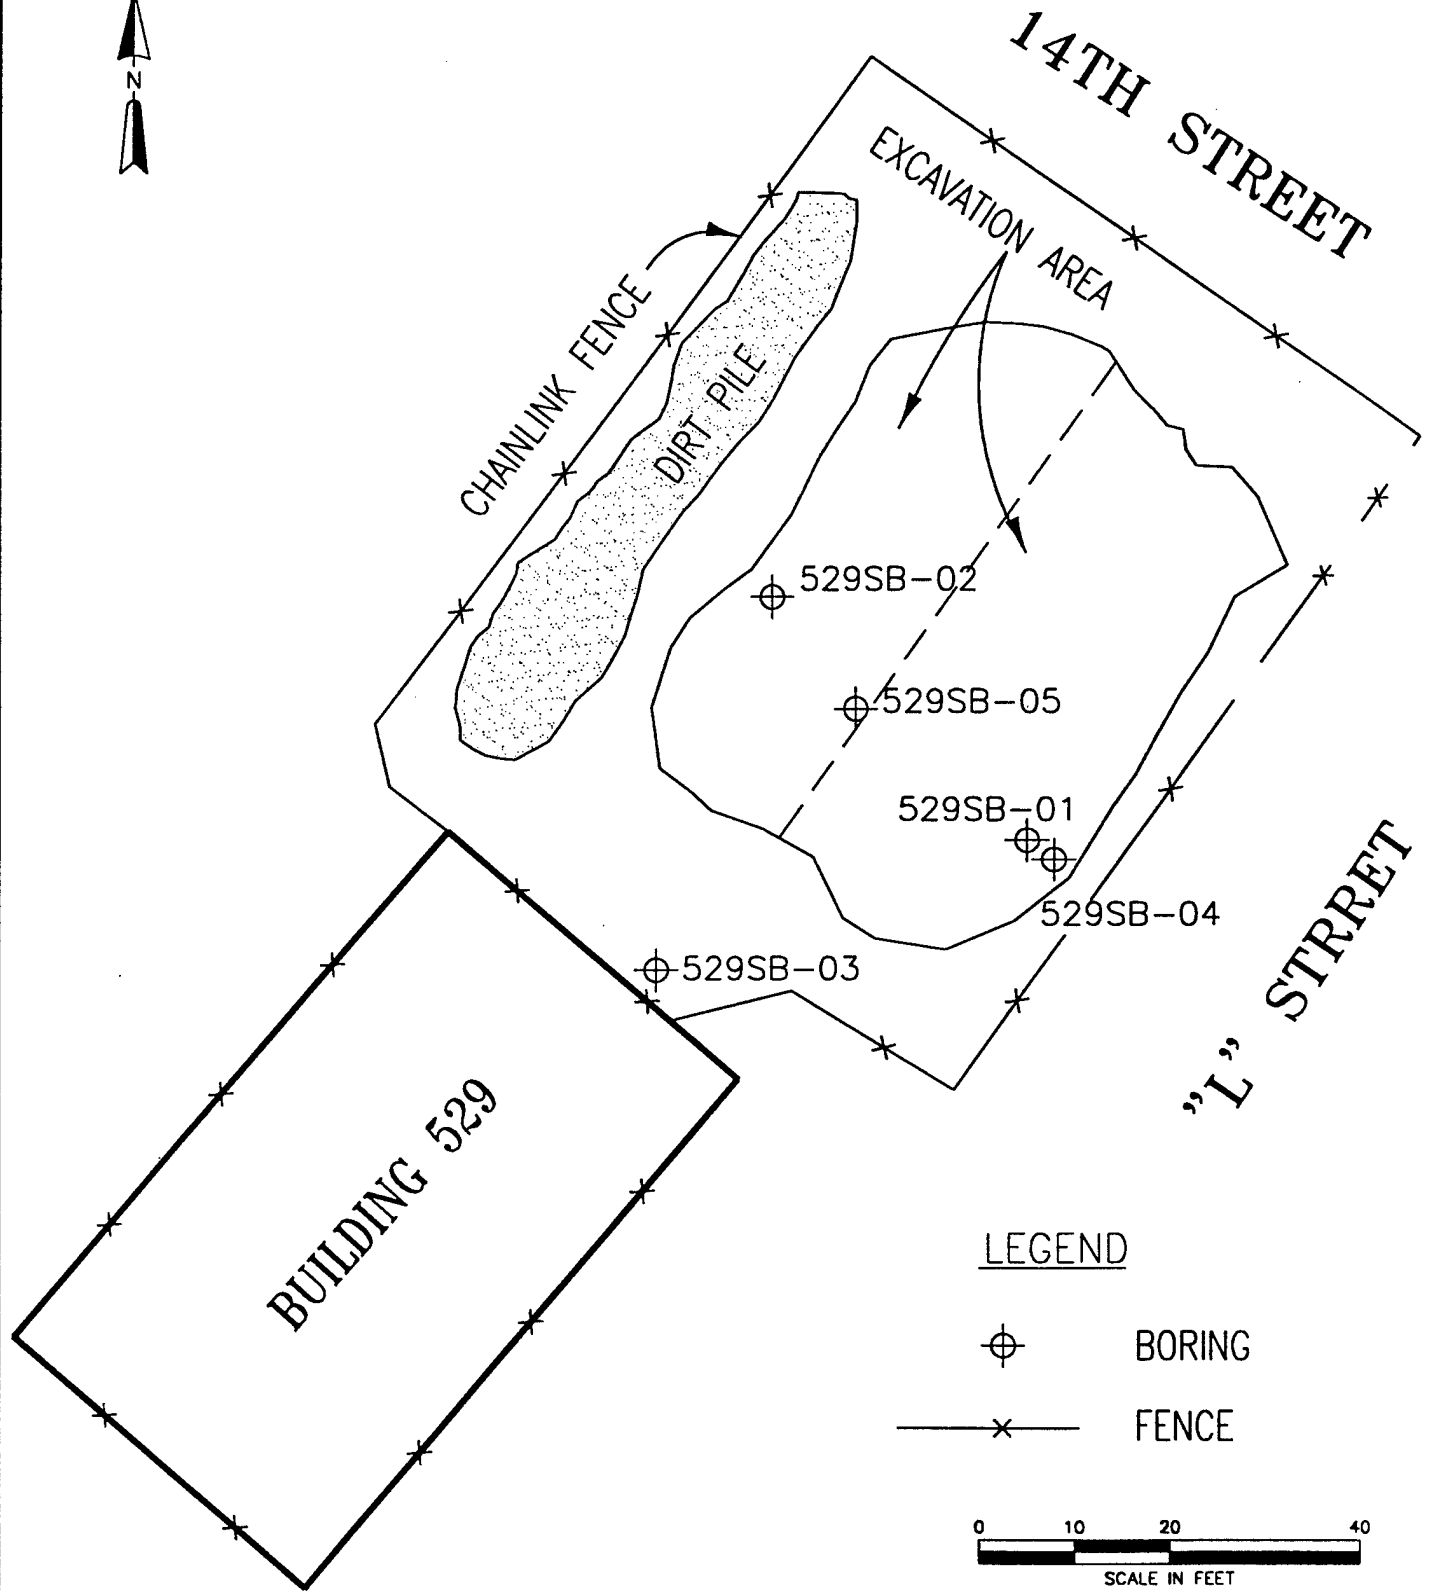 N
14TH STREET
EXCAVATION AREA
CHAINLINK FENCE
DIRT PILE
529SB-02
529SB-05
529SB-01
529SB-04
529SB-03
"L" STRRET
BUILDING 529
LEGEND
BORING
FENCE
0 10 20 40
SCALE IN FEET